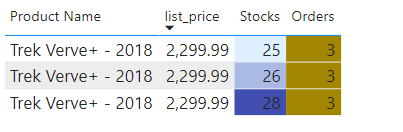 Product Name list_price Stocks Orders
Trek Verve+ - 2018 2,299.99 25 3
Trek Verve+ - 2018 2,299.99 26 3
Trek Verve+ - 2018 2,299.99 28 3